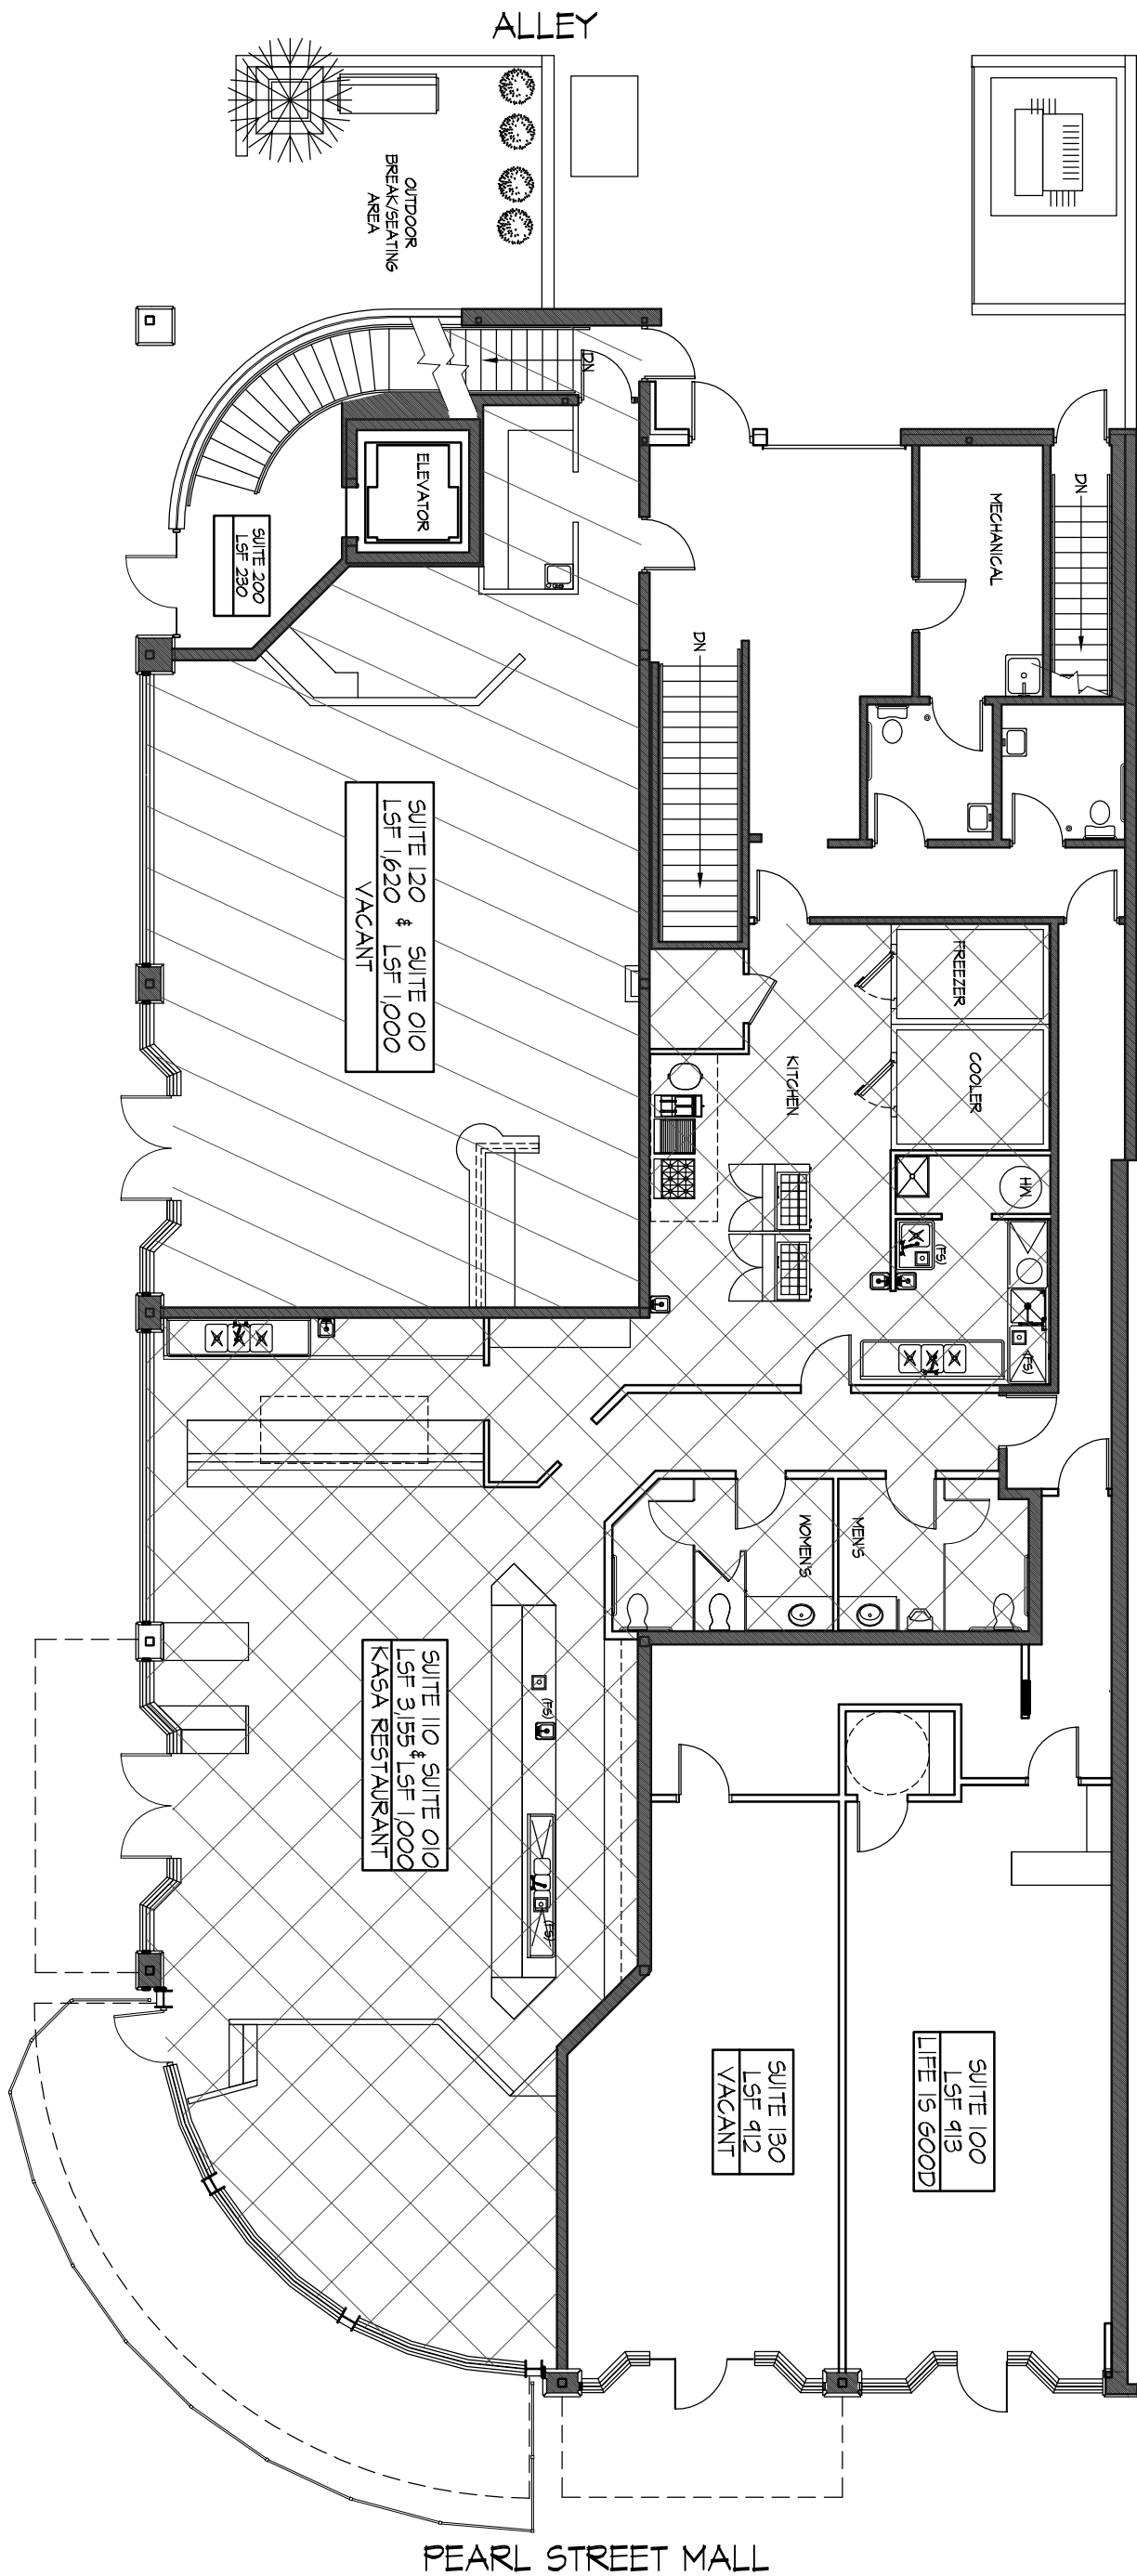 ALLEY
OUTDOOR
BREAK/SEATING
AREA
DN
ELEVATOR
SUITE 200
LSF 230
MECHANICAL
DN
DN
SUITE 120 & SUITE 010
LSF 1,620 & LSF 1,000
VACANT
FREEZER
COOLER
KITCHEN
WH
(FS)
(FS)
WOMEN'S
MEN'S
SUITE 110 & SUITE 010
LSF 3,155 & LSF 1,000
KASA RESTAURANT
(FS)
(FS)
SUITE 130
LSF 912
VACANT
SUITE 100
LSF 913
LIFE IS GOOD
PEARL STREET MALL